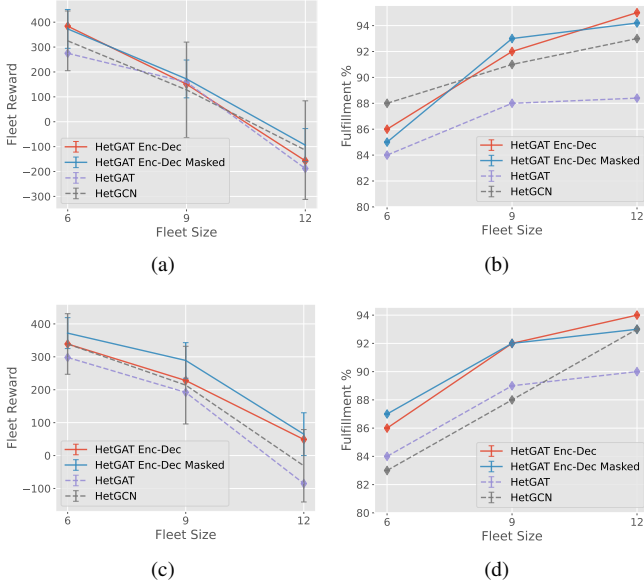 400
300
200
100
0
−100
−200
−300
Fleet Reward
HetGAT Enc-Dec
HetGAT Enc-Dec Masked
HetGAT
HetGCN
6
9
12
Fleet Size
(a)
94
92
90
88
86
84
82
80
Fulfillment %
HetGAT Enc-Dec
HetGAT Enc-Dec Masked
HetGAT
HetGCN
6
9
12
Fleet Size
(b)
400
300
200
100
0
−100
Fleet Reward
HetGAT Enc-Dec
HetGAT Enc-Dec Masked
HetGAT
HetGCN
6
9
12
Fleet Size
(c)
94
92
90
88
86
84
82
80
Fulfillment %
HetGAT Enc-Dec
HetGAT Enc-Dec Masked
HetGAT
HetGCN
6
9
12
Fleet Size
(d)